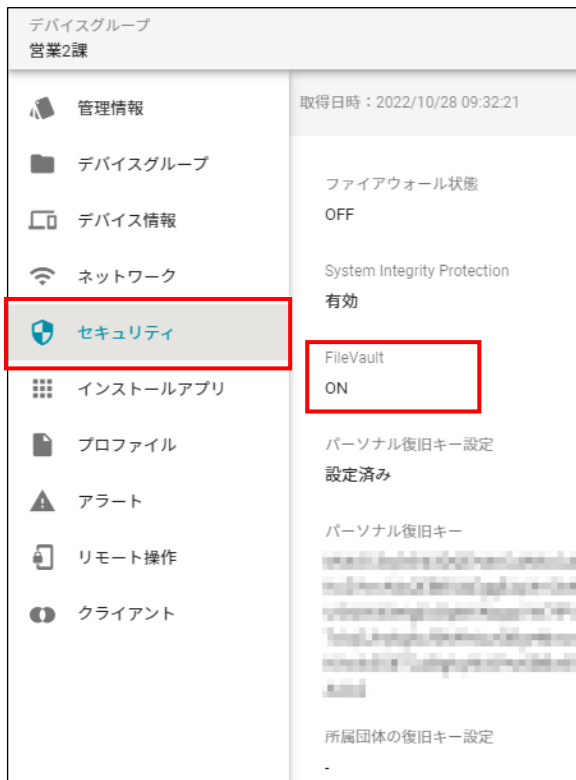 デバイスグループ
営業2課
管理情報
デバイスグループ
デバイス情報
ネットワーク
セキュリティ
インストールアプリ
プロファイル
アラート
リモート操作
クライアント
取得日時：2022/10/28 09:32:21
ファイアウォール状態
OFF
System Integrity Protection
有効
FileVault
ON
パーソナル復旧キー設定
設定済み
パーソナル復旧キー
所属団体の復旧キー設定
-